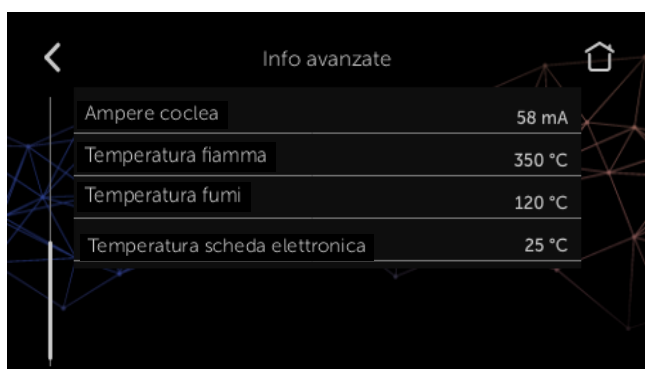 Info avanzate
Ampere coclea 58 mA
Temperatura fiamma 350 °C
Temperatura fumi 120 °C
Temperatura scheda elettronica 25 °C